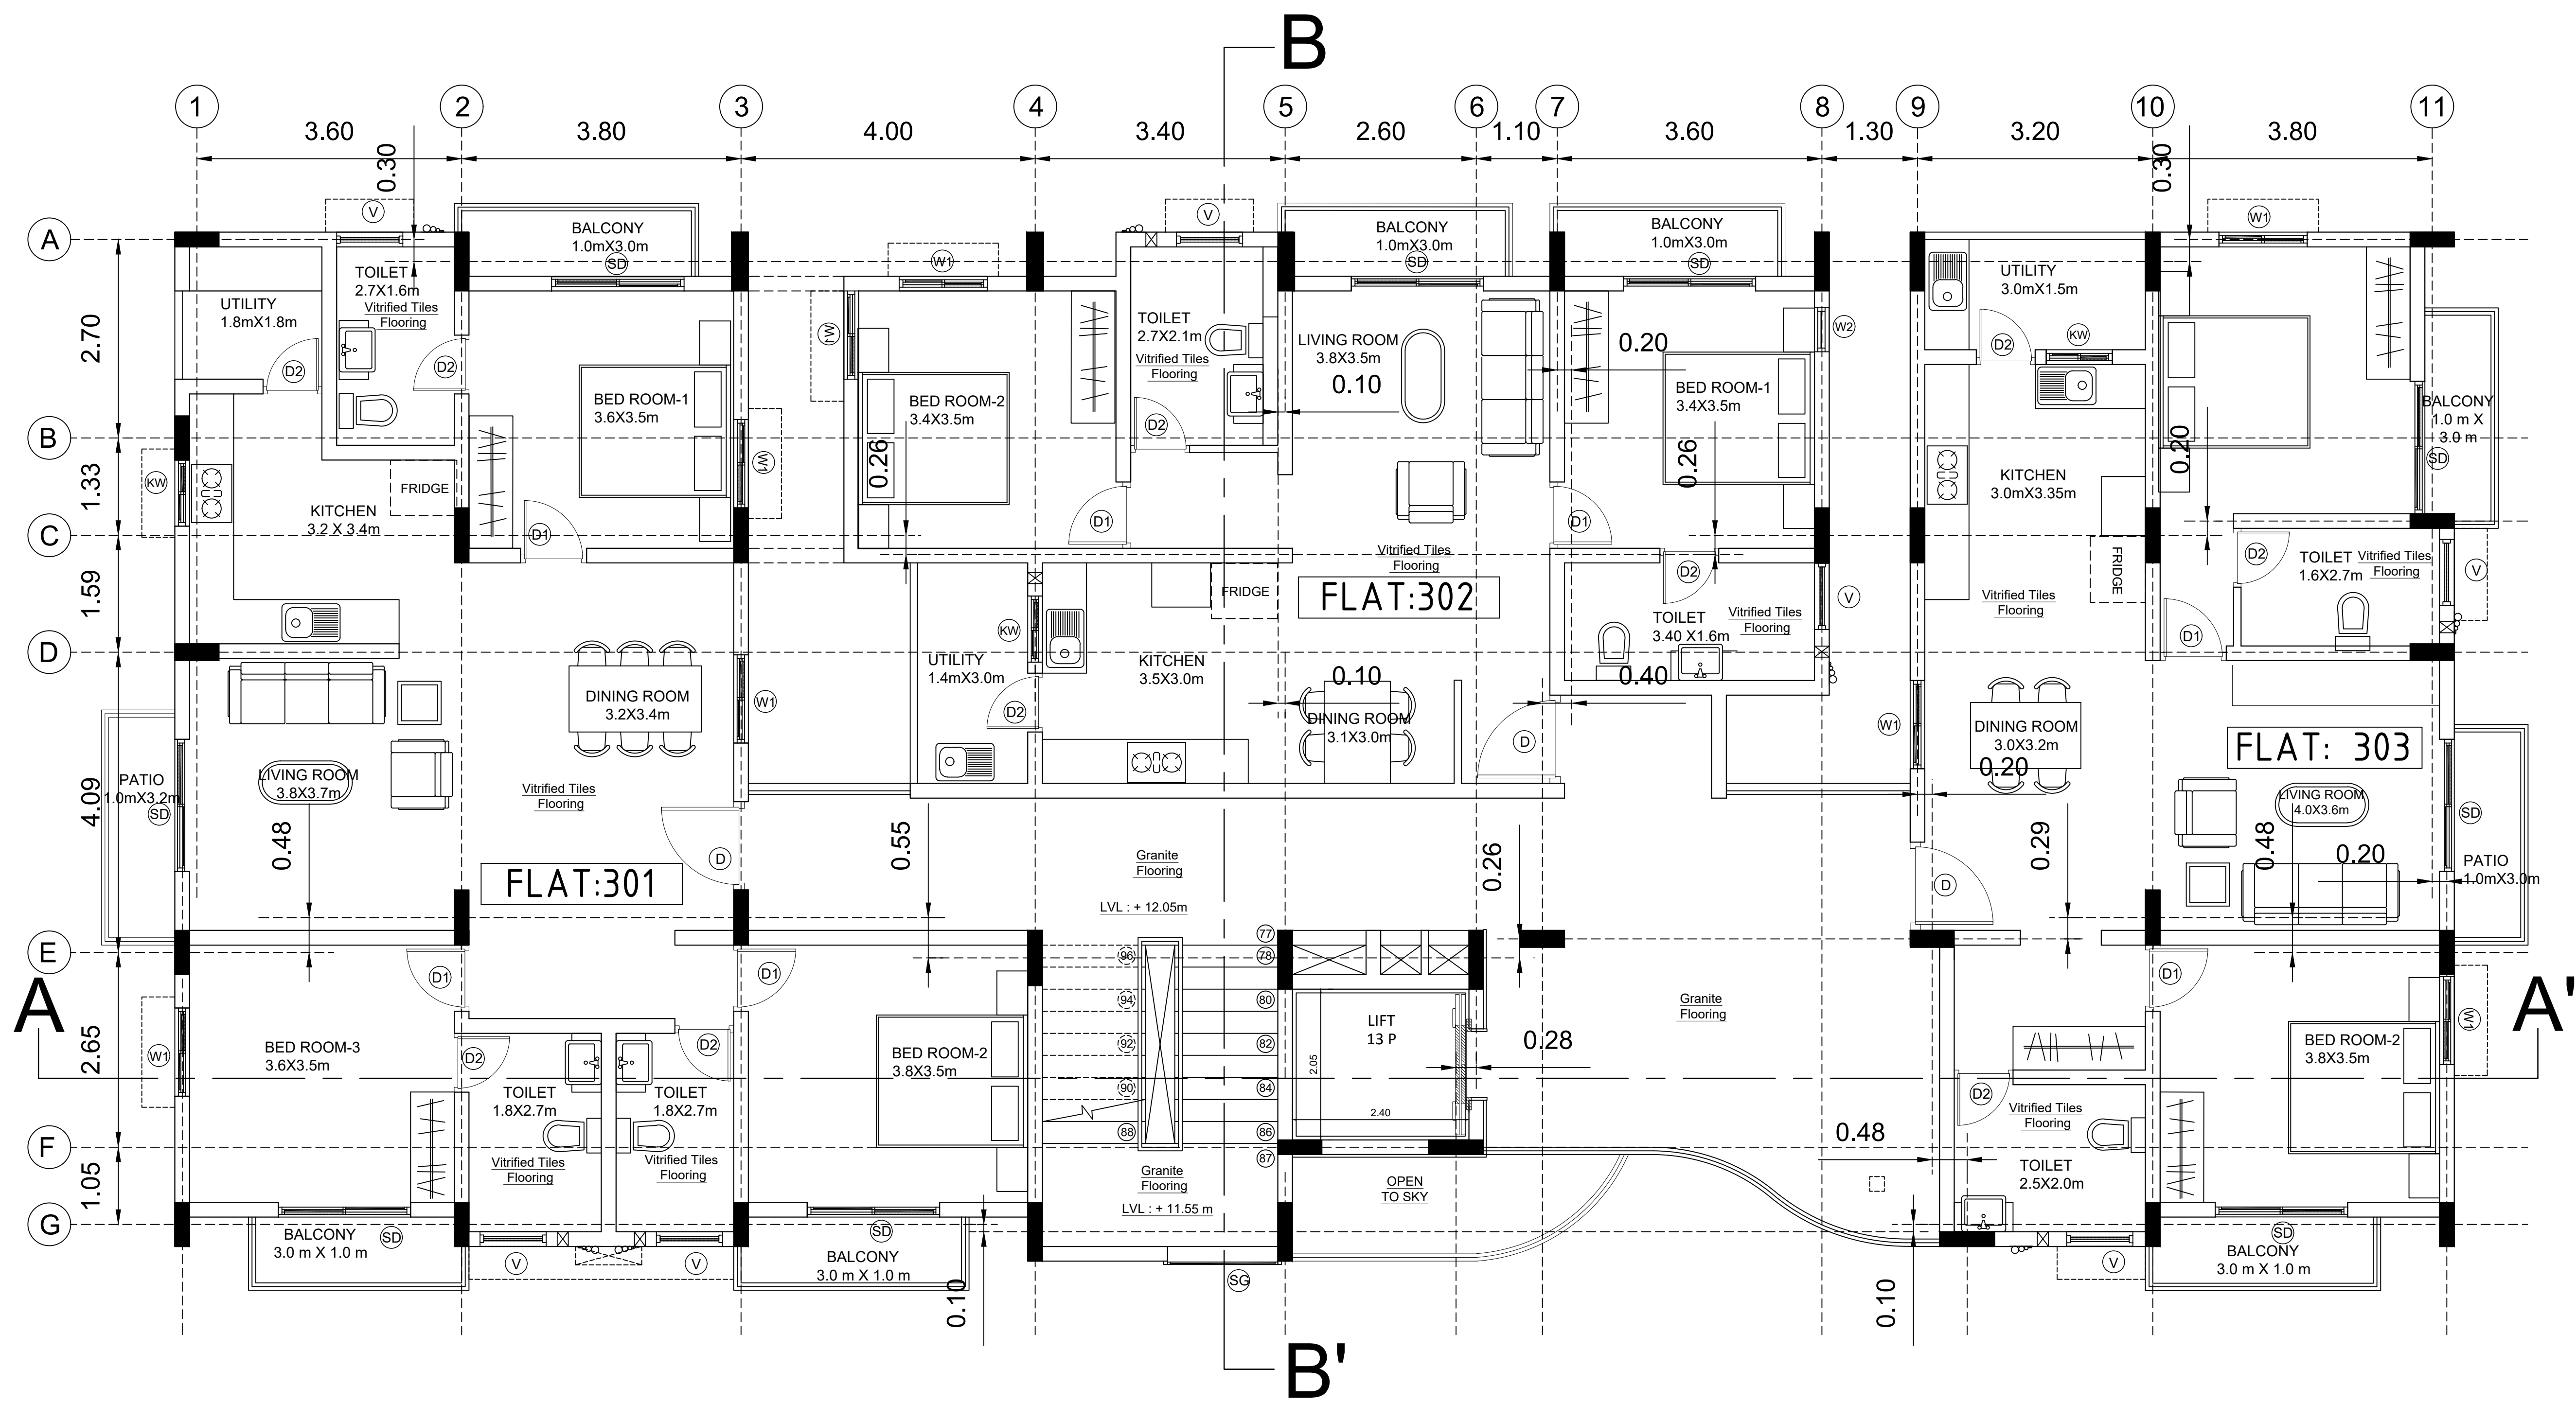 B
1 2 3 4 5 6 7 8 9 10 11
3.60 3.80 4.00 3.40 2.60 1.10 3.60 1.30 3.20 3.80
0.30
0.30
A
B
C
D
E
F
G
2.70
1.33
1.59
4.09
2.65
1.05
V
TOILET
2.7X1.6m
Vitrified Tiles
Flooring
UTILITY
1.8mX1.8m
D2
D2
BALCONY
1.0mX3.0m
SD
BED ROOM-1
3.6X3.5m
W1
D1
KW
KITCHEN
3.2 X 3.4m
FRIDGE
DINING ROOM
3.2X3.4m
W1
LIVING ROOM
3.8X3.7m
PATIO
1.0mX3.2m
SD
Vitrified Tiles
Flooring
0.48
D
FLAT:301
D1
D1
W1
BED ROOM-3
3.6X3.5m
D2
D2
TOILET
1.8X2.7m
Vitrified Tiles
Flooring
TOILET
1.8X2.7m
Vitrified Tiles
Flooring
BED ROOM-2
3.8X3.5m
BALCONY
3.0 m X 1.0 m
SD
V
V
SD
BALCONY
3.0 m X 1.0 m
0.10
W1
W1
BED ROOM-2
3.4X3.5m
0.26
V
TOILET
2.7X2.1m
Vitrified Tiles
Flooring
D2
D1
BALCONY
1.0mX3.0m
SD
LIVING ROOM
3.8X3.5m
0.10
Vitrified Tiles
Flooring
FLAT:302
FRIDGE
KW
UTILITY
1.4mX3.0m
D2
KITCHEN
3.5X3.0m
0.10
DINING ROOM
3.1X3.0m
D
BALCONY
1.0mX3.0m
SD
0.20
BED ROOM-1
3.4X3.5m
W2
0.26
D1
D2
TOILET
3.40 X1.6m
Vitrified Tiles
Flooring
V
0.40
0.55
Granite
Flooring
LVL : + 12.05m
0.26
77
78
80
82
84
86
87
96
94
92
90
88
Granite
Flooring
LVL : + 11.55 m
SG
LIFT
13 P
2.05
2.40
0.28
OPEN
TO SKY
Granite
Flooring
0.48
0.10
UTILITY
3.0mX1.5m
D2
KW
KITCHEN
3.0mX3.35m
FRIDGE
Vitrified Tiles
Flooring
W1
BALCONY
1.0 m X
3.0 m
SD
0.20
D2
TOILET
1.6X2.7m
Vitrified Tiles
Flooring
V
D1
W1
DINING ROOM
3.0X3.2m
0.20
FLAT: 303
LIVING ROOM
4.0X3.6m
SD
0.29
0.48
0.20
PATIO
1.0mX3.0m
D
D1
W1
BED ROOM-2
3.8X3.5m
D2
Vitrified Tiles
Flooring
TOILET
2.5X2.0m
V
SD
BALCONY
3.0 m X 1.0 m
A
A'
B'